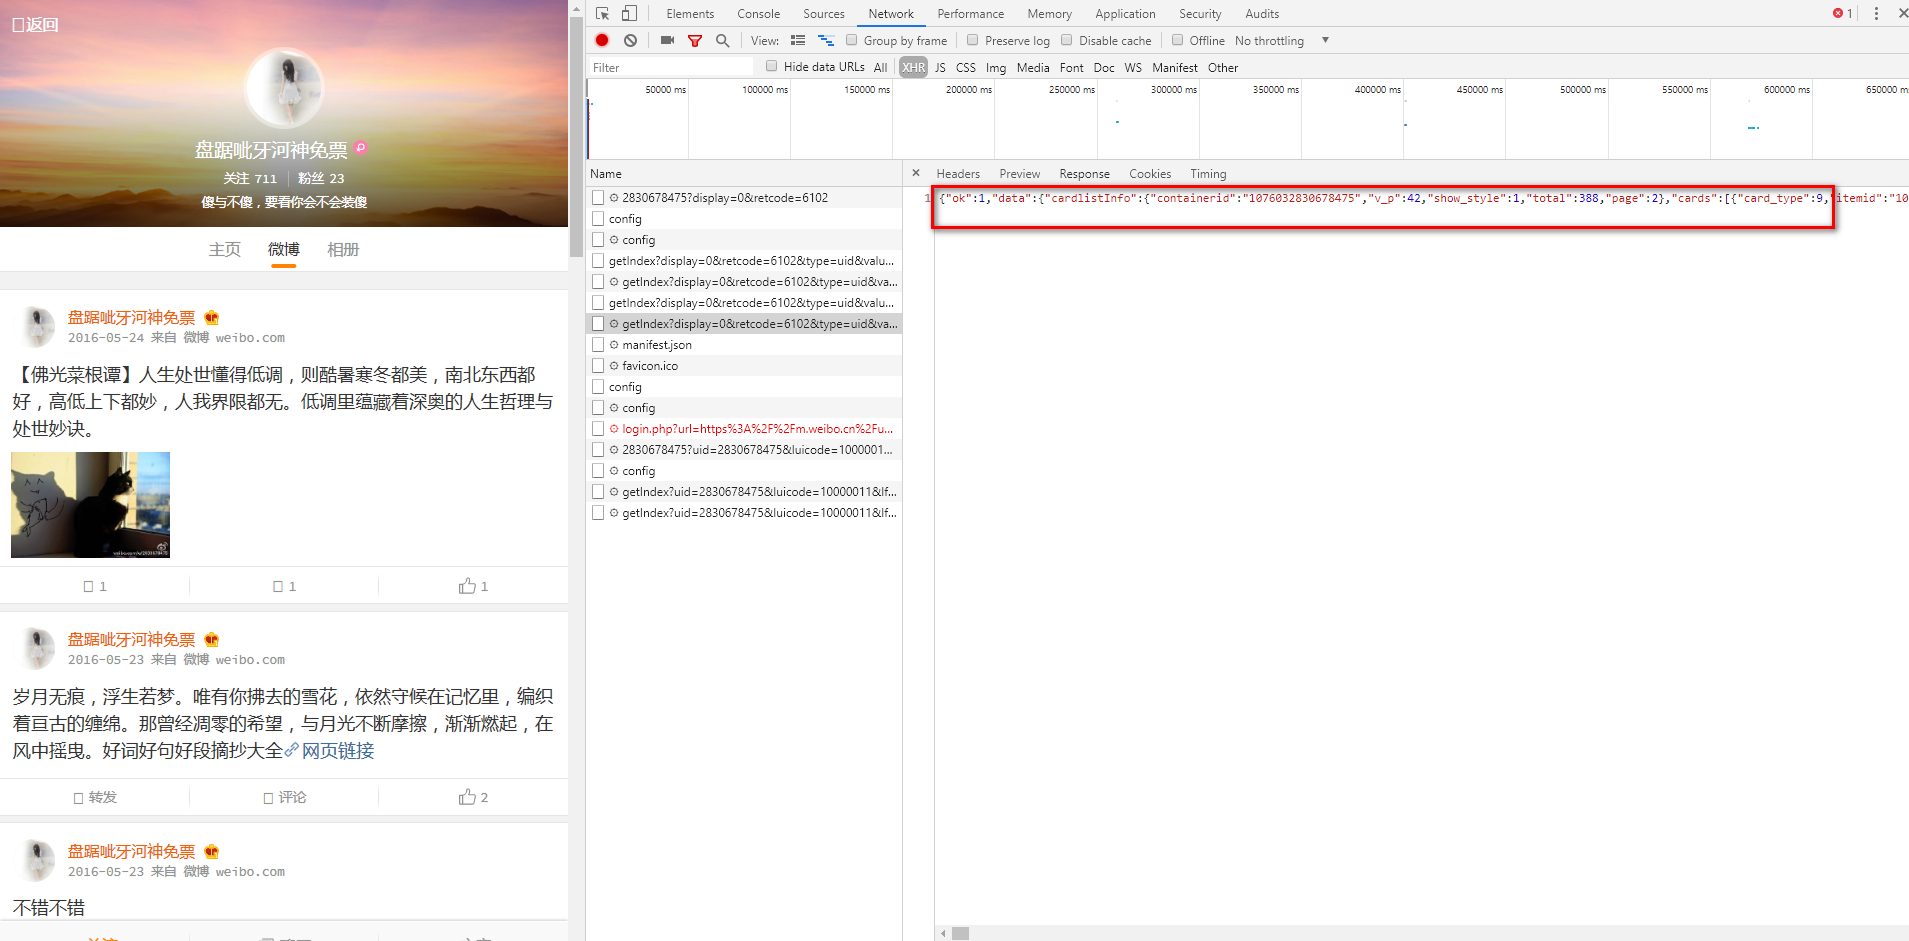 返回
盘踞呲牙河神免票
关注 711 粉丝 23
傻与不傻，要看你会不会装傻
主页 微博 相册
盘踞呲牙河神免票
2016-05-24 来自 微博 weibo.com
【佛光菜根谭】人生处世懂得低调，则酷暑寒冬都美，南北东西都
好，高低上下都妙，人我界限都无。低调里蕴藏着深奥的人生哲理与
处世妙诀。
1 1 1
盘踞呲牙河神免票
2016-05-23 来自 微博 weibo.com
岁月无痕，浮生若梦。唯有你拂去的雪花，依然守候在记忆里，编织
着亘古的缠绵。那曾经凋零的希望，与月光不断摩擦，渐渐燃起，在
风中摇曳。好词好句好段摘抄大全网页链接
转发 评论 2
盘踞呲牙河神免票
2016-05-23 来自 微博 weibo.com
不错不错
Elements Console Sources Network Performance Memory Application Security Audits 1
View: Group by frame Preserve log Disable cache Offline No throttling
Filter Hide data URLs All XHR JS CSS Img Media Font Doc WS Manifest Other
50000 ms 100000 ms 150000 ms 200000 ms 250000 ms 300000 ms 350000 ms 400000 ms 450000 ms 500000 ms 550000 ms 600000 ms 650000
Name
2830678475?display=0&retcode=6102
config
config
getIndex?display=0&retcode=6102&type=uid&valu...
getIndex?display=0&retcode=6102&type=uid&va...
getIndex?display=0&retcode=6102&type=uid&valu...
getIndex?display=0&retcode=6102&type=uid&va...
manifest.json
favicon.ico
config
config
login.php?url=https%3A%2F%2Fm.weibo.cn%2Fu...
2830678475?uid=2830678475&luicode=1000001...
config
getIndex?uid=2830678475&luicode=10000011&lf...
getIndex?uid=2830678475&luicode=10000011&lf...
Headers Preview Response Cookies Timing
1 {"ok":1,"data":{"cardlistInfo":{"containerid":"1076032830678475","v_p":42,"show_style":1,"total":388,"page":2},"cards":[{"card_type":9,"itemid":"10